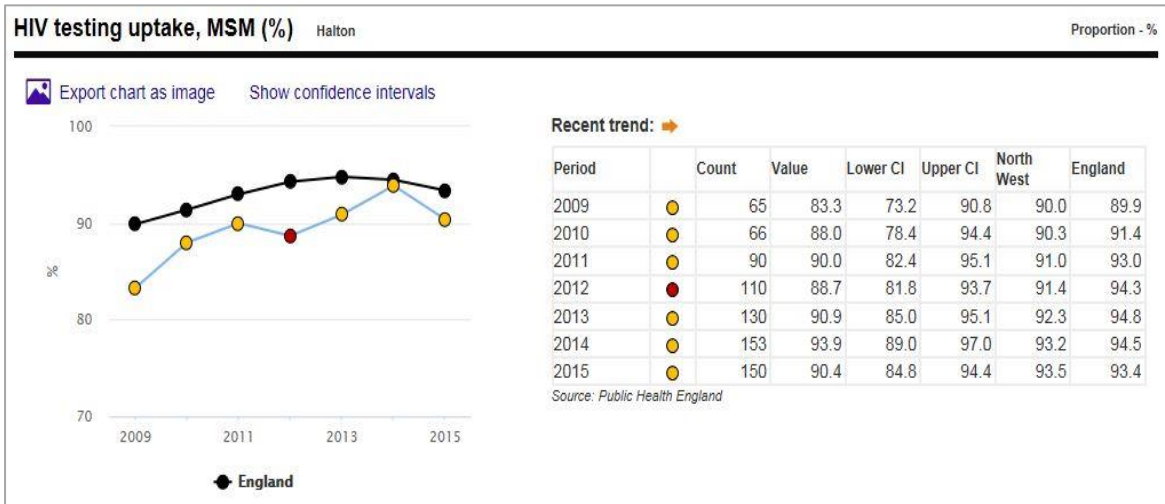 HIV testing uptake, MSM (%) Halton Proportion - %
Export chart as image Show confidence intervals
100
90
%
80
70
2009 2011 2013 2015
England
Recent trend:
Period Count Value Lower CI Upper CI North West England
2009 65 83.3 73.2 90.8 90.0 89.9
2010 66 88.0 78.4 94.4 90.3 91.4
2011 90 90.0 82.4 95.1 91.0 93.0
2012 110 88.7 81.8 93.7 91.4 94.3
2013 130 90.9 85.0 95.1 92.3 94.8
2014 153 93.9 89.0 97.0 93.2 94.5
2015 150 90.4 84.8 94.4 93.5 93.4
Source: Public Health England